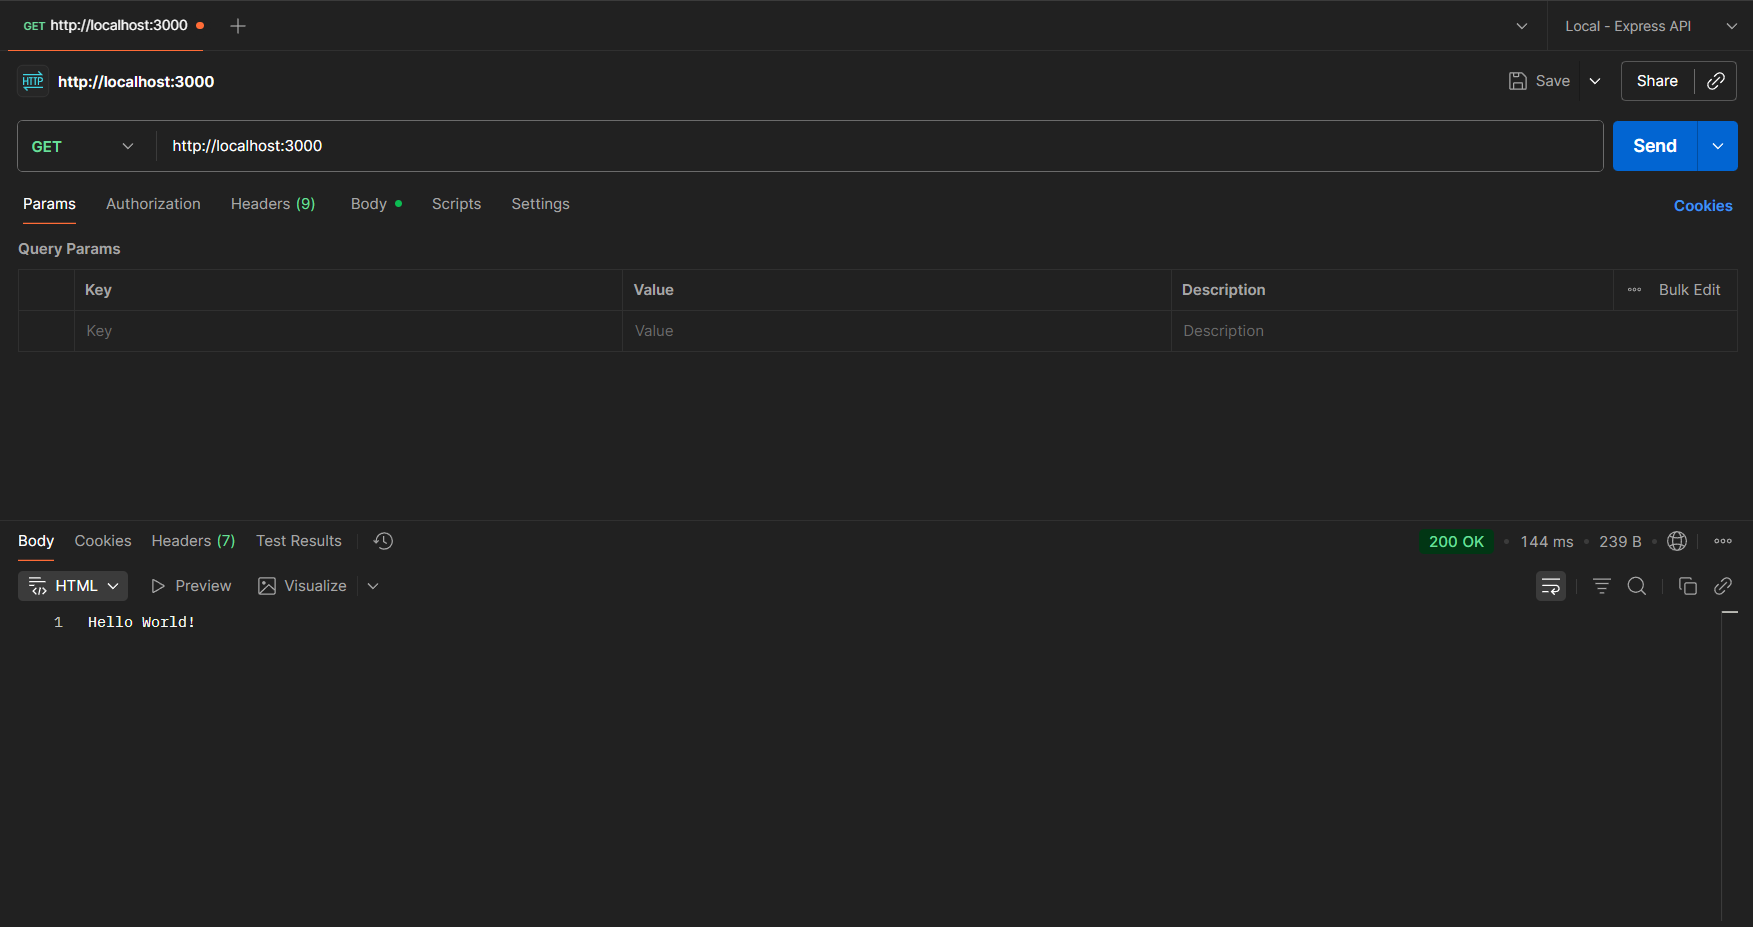 GET http://localhost:3000
Local - Express API
HTTP http://localhost:3000
Save
Share
GET http://localhost:3000
Send
Params Authorization Headers (9) Body Scripts Settings
Cookies
Query Params
Key Value Description Bulk Edit
Key Value Description
Body Cookies Headers (7) Test Results
200 OK • 144 ms • 239 B
HTML Preview Visualize
1 Hello World!